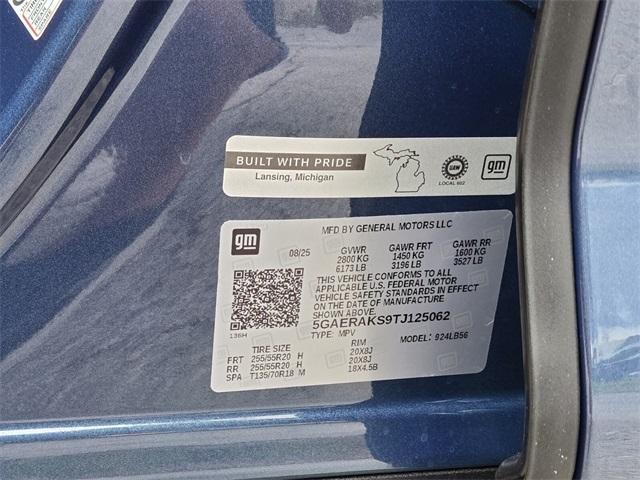 BUILT WITH PRIDE
Lansing, Michigan
UAW
LOCAL 602
gm
gm
MFD BY GENERAL MOTORS LLC
08/25 GVWR GAWR FRT GAWR RR
2800 KG 1450 KG 1600 KG
6173 LB 3196 LB 3527 LB
THIS VEHICLE CONFORMS TO ALL
APPLICABLE U.S. FEDERAL MOTOR
VEHICLE SAFETY STANDARDS IN EFFECT
ON THE DATE OF MANUFACTURE
SHOWN ABOVE.
136H
5GAERAKS9TJ125062
TYPE: MPV MODEL: 924LB56
TIRE SIZE RIM
FRT 255/55R20 H 20X8J
RR 255/55R20 H 20X8J
SPA T135/70R18 M 18X4.5B